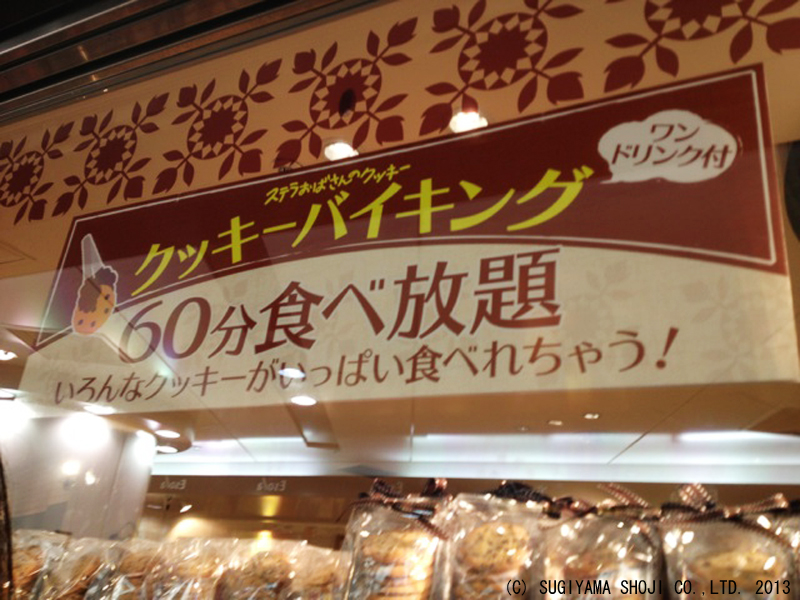 ステラおばさんのクッキー
クッキーバイキング
ワン
ドリンク付
60分食べ放題
いろんなクッキーがいっぱい食べれちゃう!
(C) SUGIYAMA SHOJI CO.,LTD. 2013